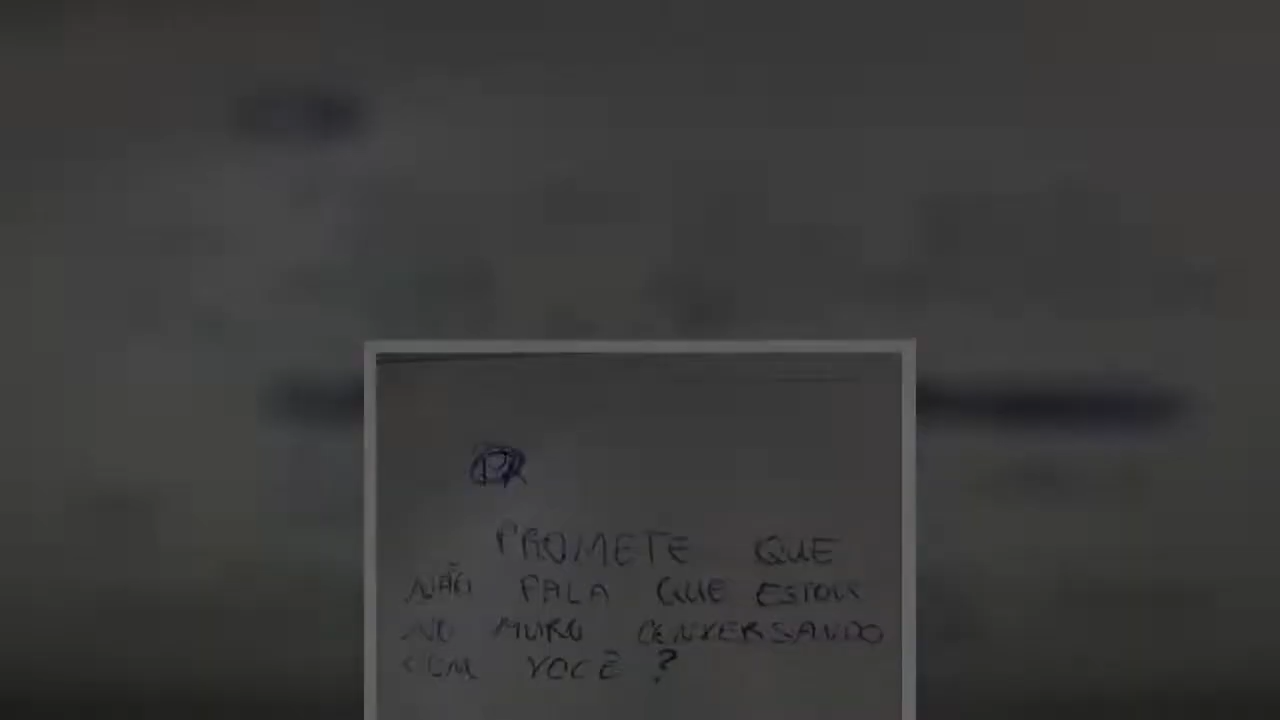 PROMETE QUE
NÃO FALA QUE ESTOU
NO MURO CONVERSANDO
COM VOCÊ?